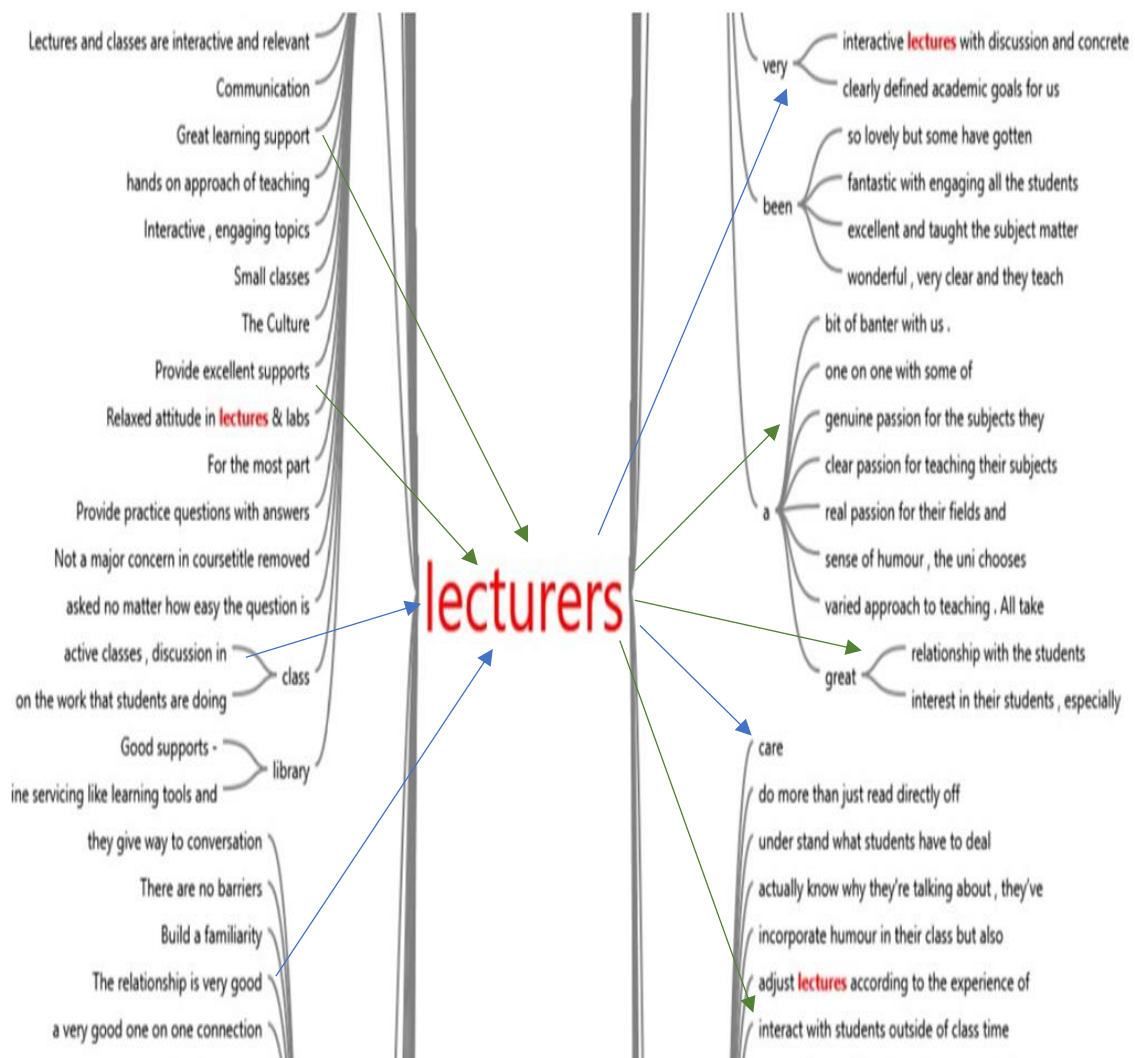 Lectures and classes are interactive and relevant
Communication
Great learning support
hands on approach of teaching
Interactive , engaging topics
Small classes
The Culture
Provide excellent supports
Relaxed attitude in lectures & labs
For the most part
Provide practice questions with answers
Not a major concern in coursetitle removed
asked no matter how easy the question is
active classes , discussion in
on the work that students are doing
class
Good supports -
ine servicing like learning tools and
library
they give way to conversation
There are no barriers
Build a familiarity
The relationship is very good
a very good one on one connection
lecturers
very
interactive lectures with discussion and concrete
clearly defined academic goals for us
been
so lovely but some have gotten
fantastic with engaging all the students
excellent and taught the subject matter
wonderful , very clear and they teach
a
bit of banter with us .
one on one with some of
genuine passion for the subjects they
clear passion for teaching their subjects
real passion for their fields and
sense of humour , the uni chooses
varied approach to teaching . All take
great
relationship with the students
interest in their students , especially
care
do more than just read directly off
under stand what students have to deal
actually know why they're talking about , they've
incorporate humour in their class but also
adjust lectures according to the experience of
interact with students outside of class time